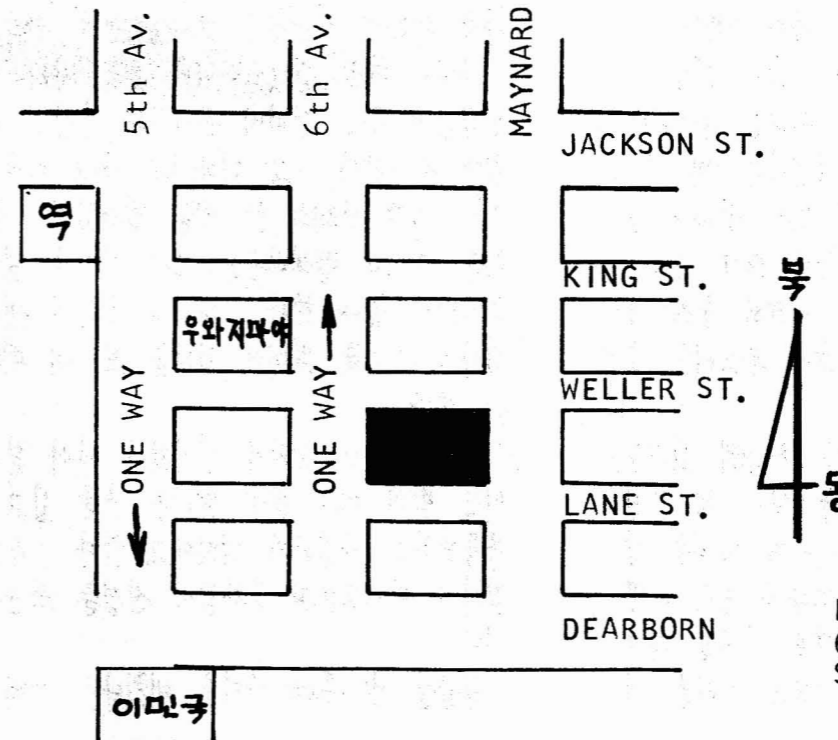 5th Av.
6th Av.
MAYNARD
JACKSON ST.
역
KING ST.
북
우와지마야
ONE WAY
ONE WAY
WELLER ST.
LANE ST.
DEARBORN
이민국